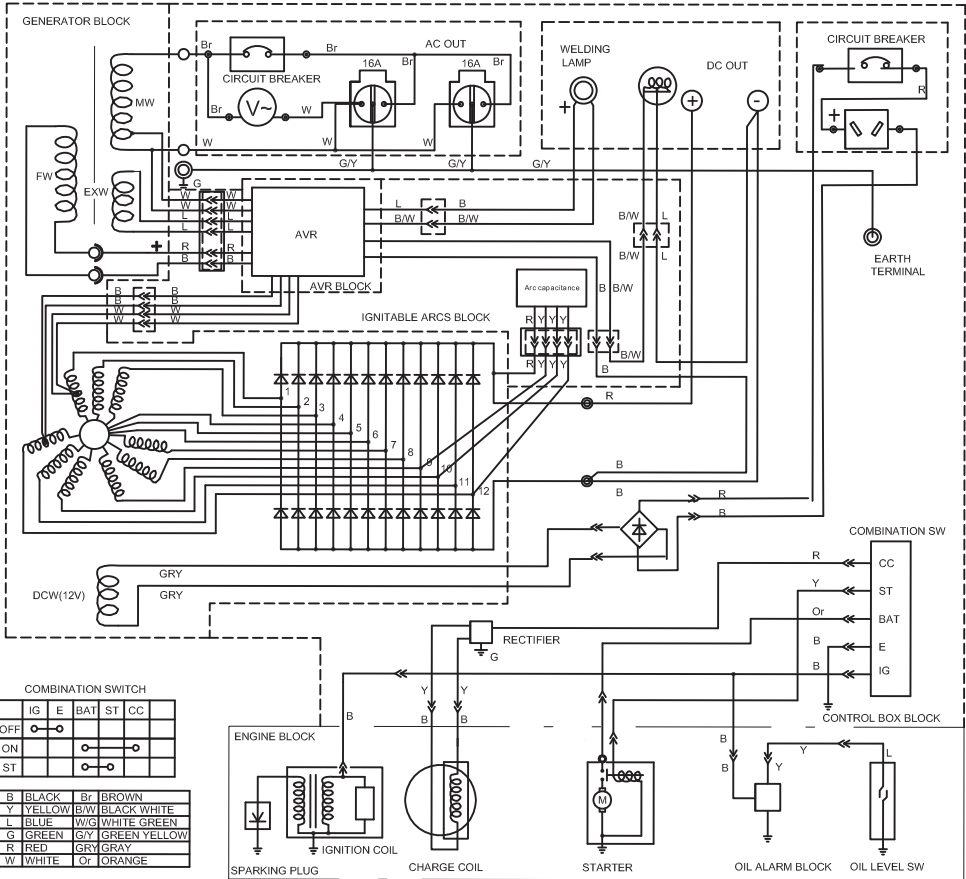 GENERATOR BLOCK
Br
Br
AC OUT
16A
Br
16A
Br
CIRCUIT BREAKER
Br
V~
W
MW
W
W
W
WELDING
LAMP
+
DC OUT
+
-
CIRCUIT BREAKER
R
+
G/Y
G/Y
G/Y
G
FW
EXW
W W
W W
L L
L L
+
R R
B B
AVR
AVR BLOCK
L B
B/W B/W
B/W L
B/W L
EARTH
TERMINAL
B B
B B
W W
W W
Arc capacitance
R Y Y Y
R Y Y Y
B B/W
B/W
B
IGNITABLE ARCS BLOCK
1
2
3
4
5
6
7
8
9
10
11
12
R
B
B
R
B
DCW(12V)
GRY
GRY
COMBINATION SW
R CC
Y ST
Or BAT
B E
B IG
RECTIFIER
G
CONTROL BOX BLOCK
COMBINATION SWITCH
IG E BAT ST CC
OFF
ON
ST
B BLACK Br BROWN
Y YELLOW B/W BLACK WHITE
L BLUE W/G WHITE GREEN
G GREEN G/Y GREEN YELLOW
R RED GRY GRAY
W WHITE Or ORANGE
ENGINE BLOCK
B
Y Y
B B
M
B
B
Y
Y
L
IGNITION COIL
SPARKING PLUG
CHARGE COIL
STARTER
OIL ALARM BLOCK
OIL LEVEL SW